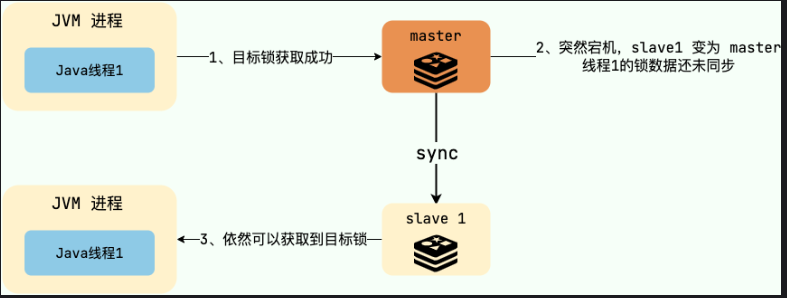 JVM 进程
Java线程1
1、目标锁获取成功
master
2、突然宕机，slave1 变为 master
线程1的锁数据还未同步
sync
JVM 进程
Java线程1
3、依然可以获取到目标锁
slave 1